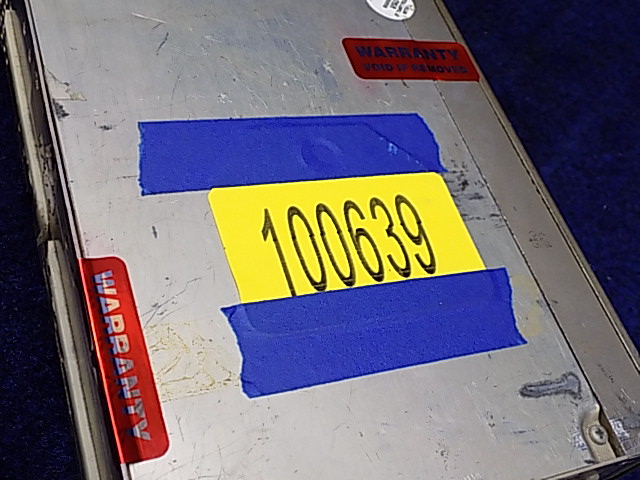 WARRANTY
VOID IF REMOVED
100639
WARRANTY